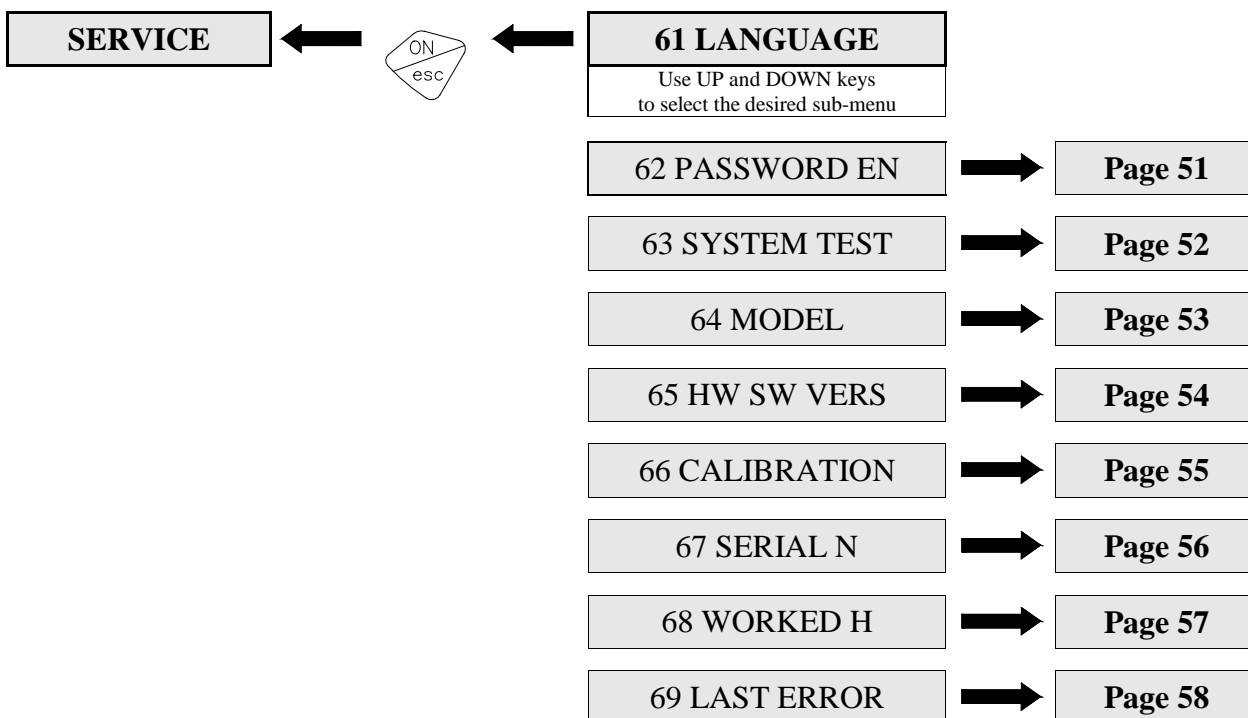 SERVICE
ON
esc
61 LANGUAGE
Use UP and DOWN keys
to select the desired sub-menu
62 PASSWORD EN
Page 51
63 SYSTEM TEST
Page 52
64 MODEL
Page 53
65 HW SW VERS
Page 54
66 CALIBRATION
Page 55
67 SERIAL N
Page 56
68 WORKED H
Page 57
69 LAST ERROR
Page 58